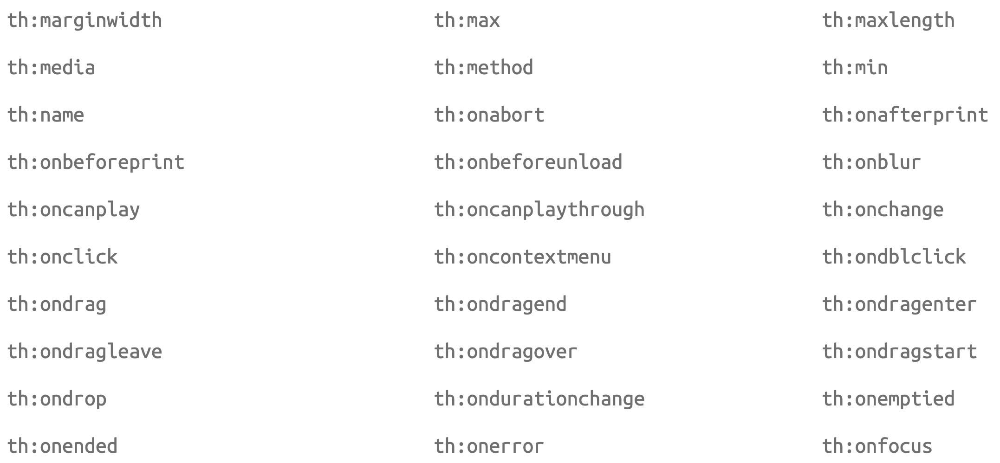 th:marginwidth th:max th:maxlength
th:media th:method th:min
th:name th:onabort th:onafterprint
th:onbeforeprint th:onbeforeunload th:onblur
th:oncanplay th:oncanplaythrough th:onchange
th:onclick th:oncontextmenu th:ondblclick
th:ondrag th:ondragend th:ondragenter
th:ondragleave th:ondragover th:ondragstart
th:ondrop th:ondurationchange th:onemptied
th:onended th:onerror th:onfocus